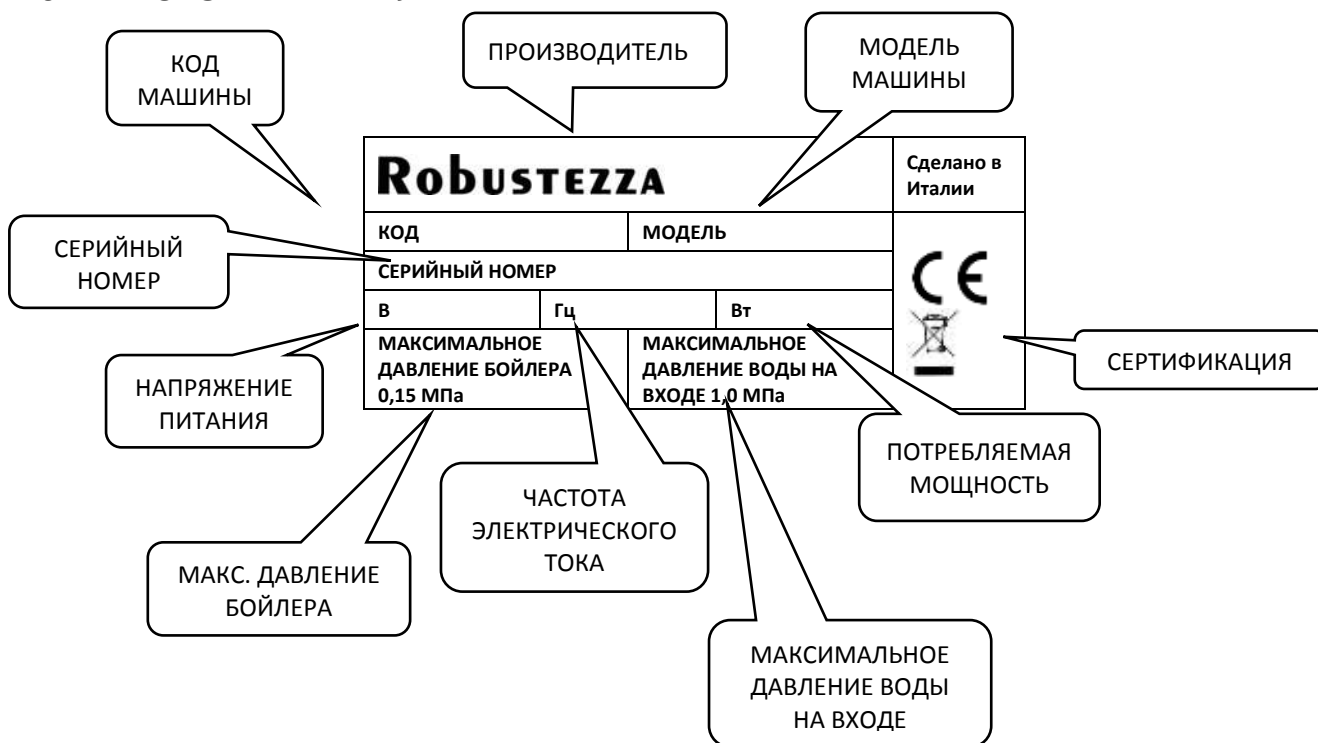 ПРОИЗВОДИТЕЛЬ
КОД
МАШИНЫ
МОДЕЛЬ
МАШИНЫ
Robustezza
Сделано в
Италии
КОД
МОДЕЛЬ
СЕРИЙНЫЙ
НОМЕР
СЕРИЙНЫЙ НОМЕР
CE
В
Гц
Вт
МАКСИМАЛЬНОЕ
ДАВЛЕНИЕ БОЙЛЕРА
0,15 МПа
МАКСИМАЛЬНОЕ
ДАВЛЕНИЕ ВОДЫ НА
ВХОДЕ 1,0 МПа
СЕРТИФИКАЦИЯ
НАПРЯЖЕНИЕ
ПИТАНИЯ
ПОТРЕБЛЯЕМАЯ
МОЩНОСТЬ
ЧАСТОТА
ЭЛЕКТРИЧЕСКОГО
ТОКА
МАКС. ДАВЛЕНИЕ
БОЙЛЕРА
МАКСИМАЛЬНОЕ
ДАВЛЕНИЕ ВОДЫ
НА ВХОДЕ